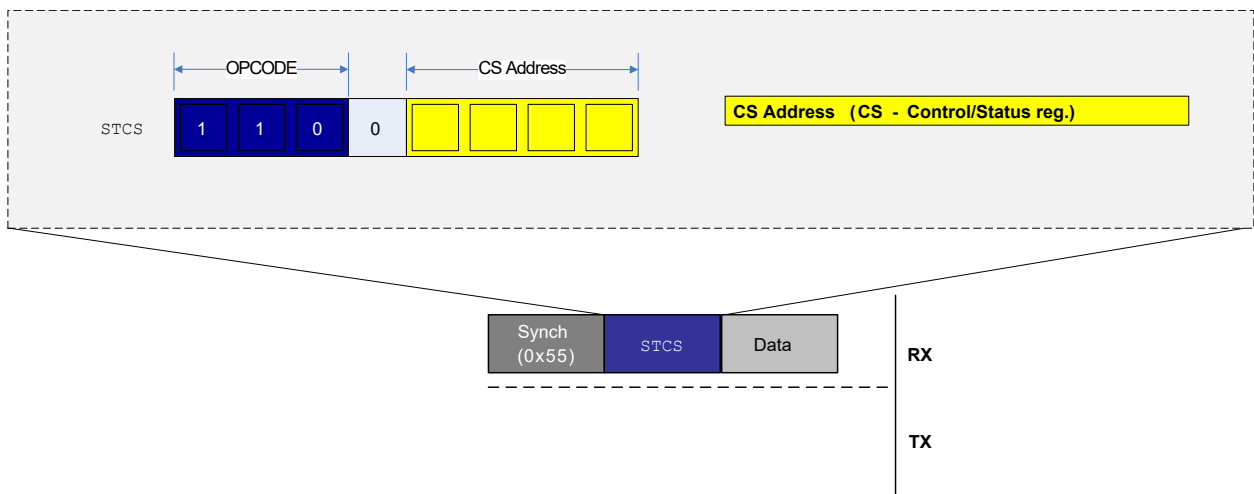 OPCODE CS Address
STCS 1 1 0 0
CS Address (CS - Control/Status reg.)
Synch
(0x55)
STCS
Data
RX
TX